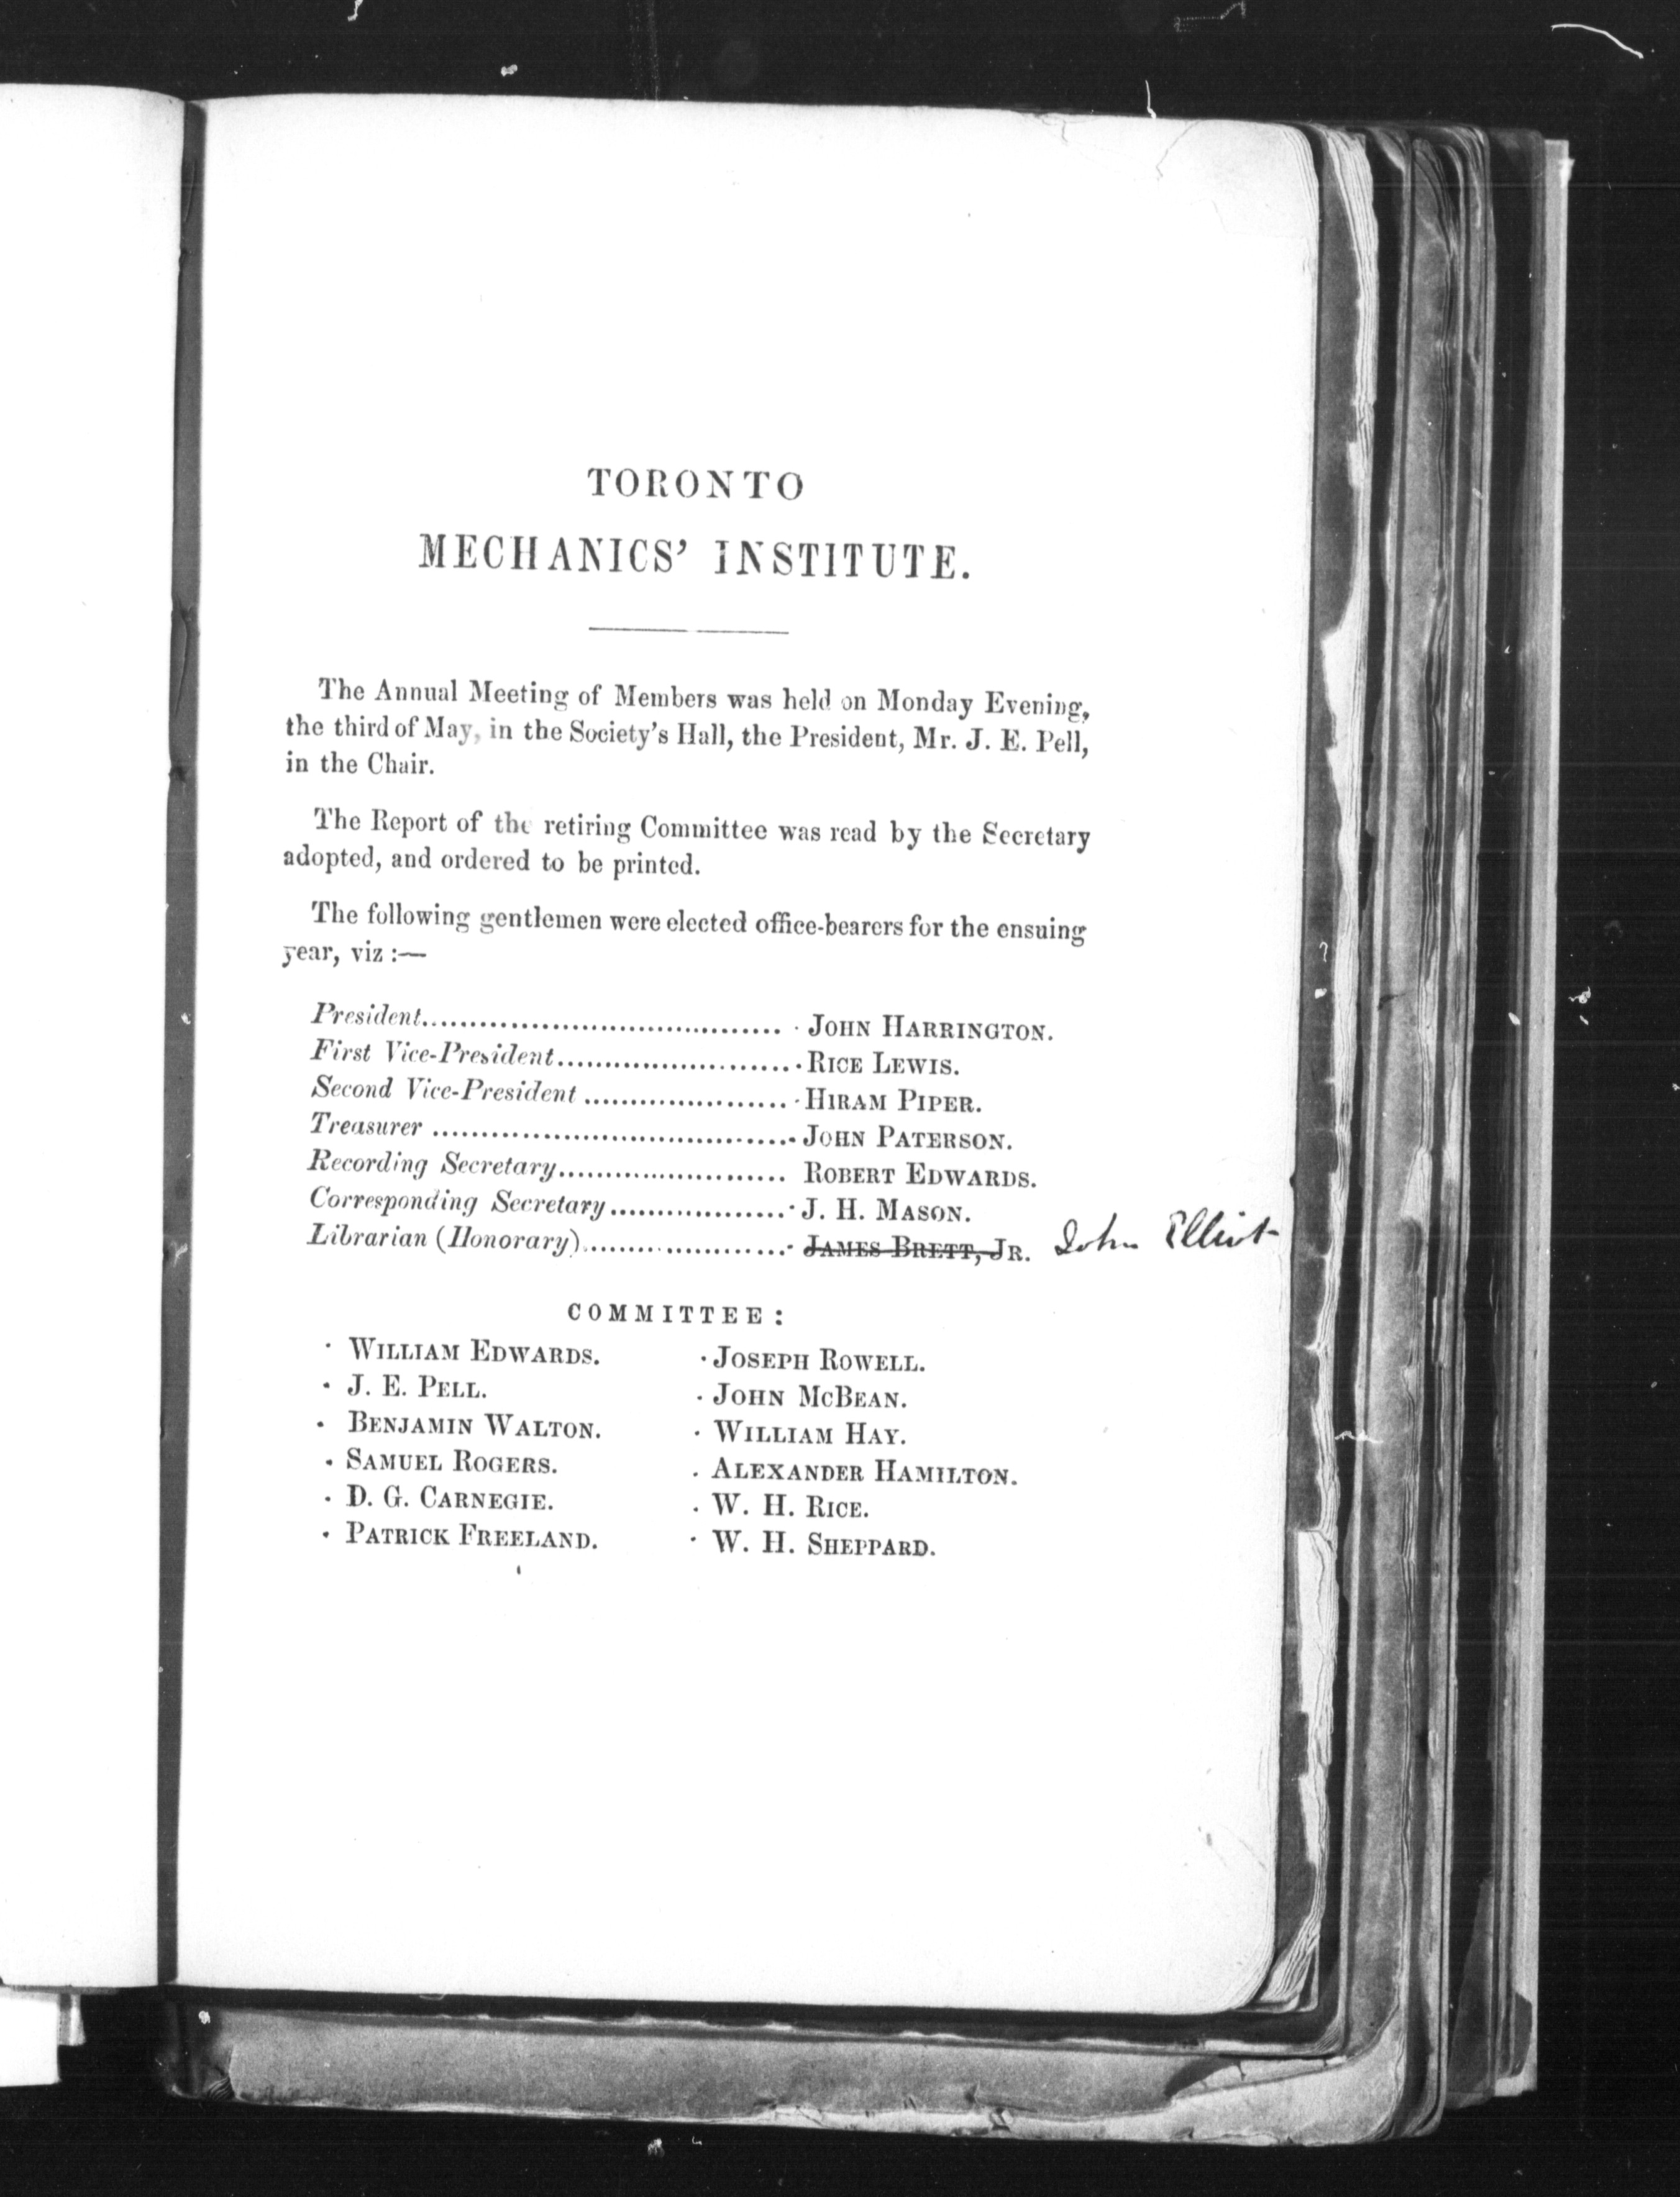 TORONTO
MECHANICS' INSTITUTE.
The Annual Meeting of Members was held on Monday Evening,
the third of May, in the Society's Hall, the President, Mr. J. E. Pell,
in the Chair.
The Report of the retiring Committee was read by the Secretary
adopted, and ordered to be printed.
The following gentlemen were elected office-bearers for the ensuing
year, viz :—
President...................................... JOHN HARRINGTON.
First Vice-President......................... RICE LEWIS.
Second Vice-President ...................... HIRAM PIPER.
Treasurer ...................................... JOHN PATERSON.
Recording Secretary........................ ROBERT EDWARDS.
Corresponding Secretary................... J. H. MASON.
Librarian (Honorary)...................... JAMES BRETT, JR. John Elliot
COMMITTEE:
WILLIAM EDWARDS.
J. E. PELL.
BENJAMIN WALTON.
SAMUEL ROGERS.
D. G. CARNEGIE.
PATRICK FREELAND.
JOSEPH ROWELL.
JOHN MCBEAN.
WILLIAM HAY.
ALEXANDER HAMILTON.
W. H. RICE.
W. H. SHEPPARD.